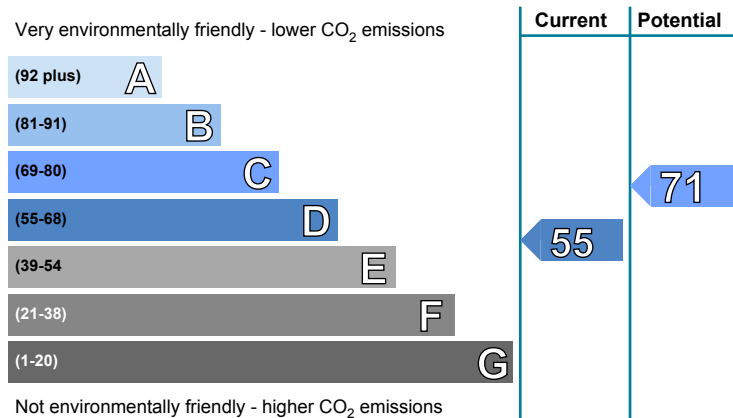 Very environmentally friendly - lower CO2 emissions
Current
Potential
(92 plus) A
(81-91) B
(69-80) C
71
(55-68) D
55
(39-54 E
(21-38) F
(1-20) G
Not environmentally friendly - higher CO2 emissions